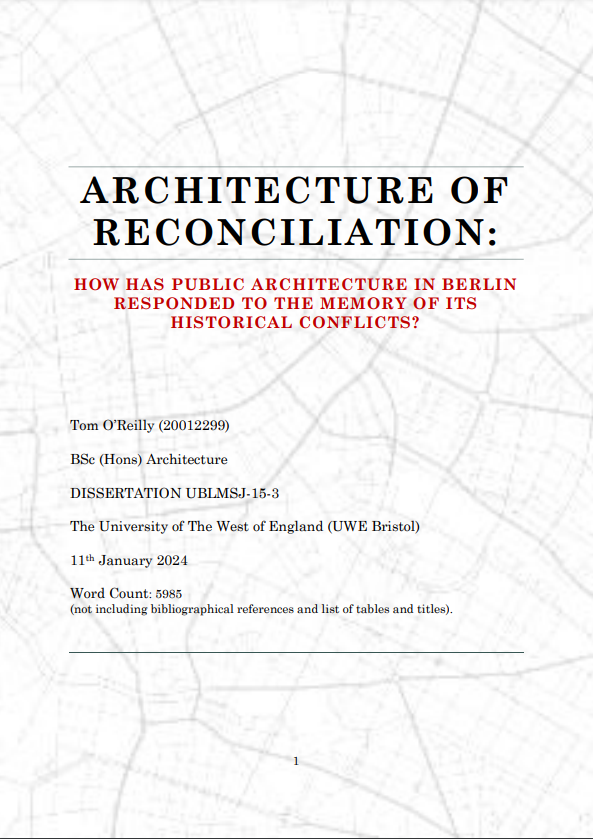 ARCHITECTURE OF
RECONCILIATION:
HOW HAS PUBLIC ARCHITECTURE IN BERLIN
RESPONDED TO THE MEMORY OF ITS
HISTORICAL CONFLICTS?
Tom O’Reilly (20012299)
BSc (Hons) Architecture
DISSERTATION UBLMSJ-15-3
The University of The West of England (UWE Bristol)
11th January 2024
Word Count: 5985
(not including bibliographical references and list of tables and titles).
1